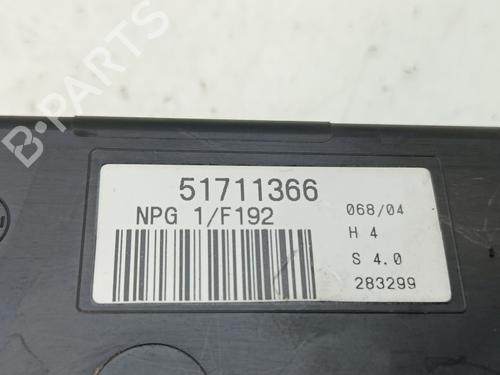 B-PARTS
51711366
NPG 1/F192
068/04
H 4
S 4.0
283299